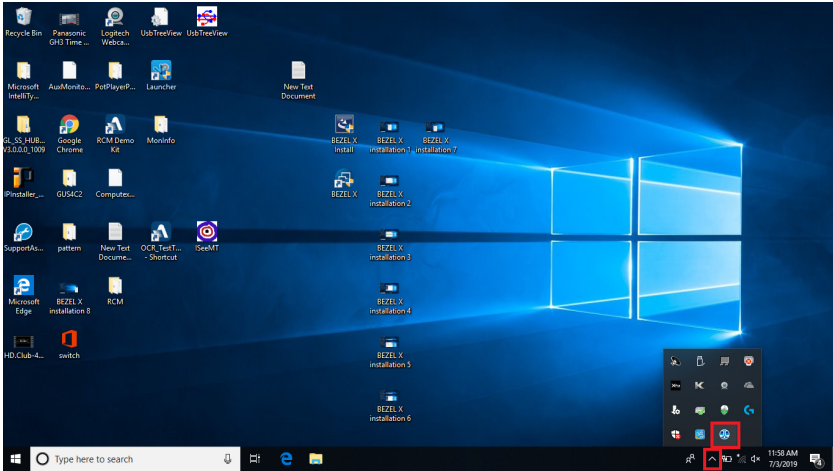 Recycle Bin
Panasonic
GH3 Time ...
Logitech
Webca...
UsbTreeView
UsbTreeView
Microsoft
IntelliTy...
AuxMonito...
PotPlayerP...
Launcher
New Text
Document
GL_SS_HUB...
V3.0.0.0_1009
Google
Chrome
RCM Demo
Kit
MonInfo
BEZEL X
Install
BEZEL X
installation 1
BEZEL X
installation 7
IPinstaller_...
GUS4C2
Computex...
BEZEL X
BEZEL X
installation 2
SupportAs...
pattern
New Text
Docume...
OCR_TestT...
- Shortcut
ISeeMT
BEZEL X
installation 3
Microsoft
Edge
BEZEL X
installation 8
RCM
BEZEL X
installation 4
HD.Club-4...
switch
BEZEL X
installation 5
BEZEL X
installation 6
Type here to search
11:58 AM
7/3/2019
4